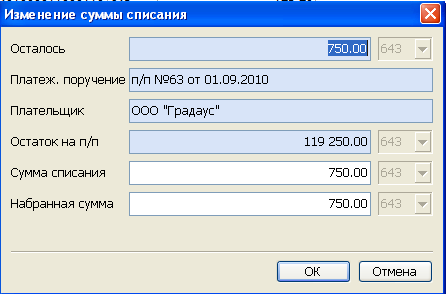 Изменение суммы списания
Осталось 750.00 643
Платеж. поручение п/п №63 от 01.09.2010
Плательщик ООО "Градаус"
Остаток на п/п 119 250.00 643
Сумма списания 750.00 643
Набранная сумма 750.00 643
ОК Отмена